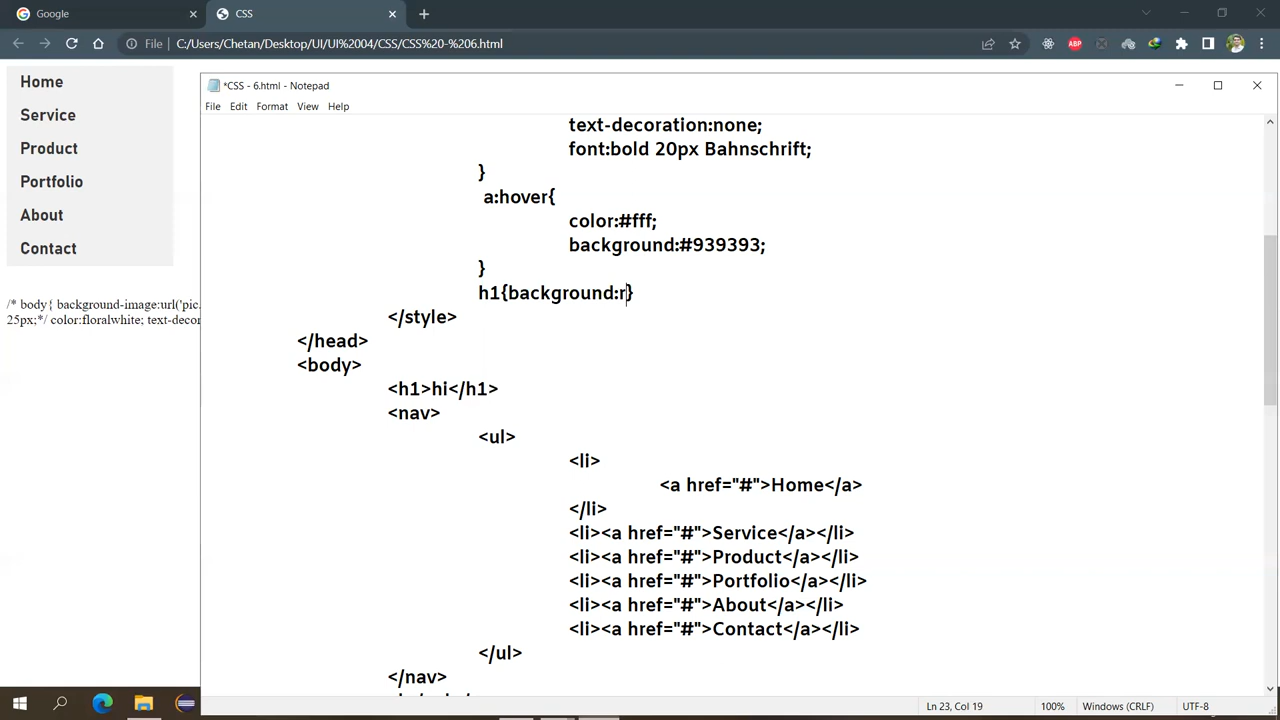 Google
CSS
File
C:/Users/Chetan/Desktop/UI/UI%2004/CSS/CSS%20-%206.html
ABP
Home
Service
Product
Portfolio
About
Contact
/* body{ background-image:url('pic.
25px;*/ color:floralwhite; text-decor
*CSS - 6.html - Notepad
File Edit Format View Help
text-decoration:none;
font:bold 20px Bahnschrift;
}
a:hover{
color:#fff;
background:#939393;
}
h1{background:r}
</style>
</head>
<body>
<h1>hi</h1>
<nav>
<ul>
<li>
<a href="#">Home</a>
</li>
<li><a href="#">Service</a></li>
<li><a href="#">Product</a></li>
<li><a href="#">Portfolio</a></li>
<li><a href="#">About</a></li>
<li><a href="#">Contact</a></li>
</ul>
</nav>
Ln 23, Col 19 100% Windows (CRLF) UTF-8